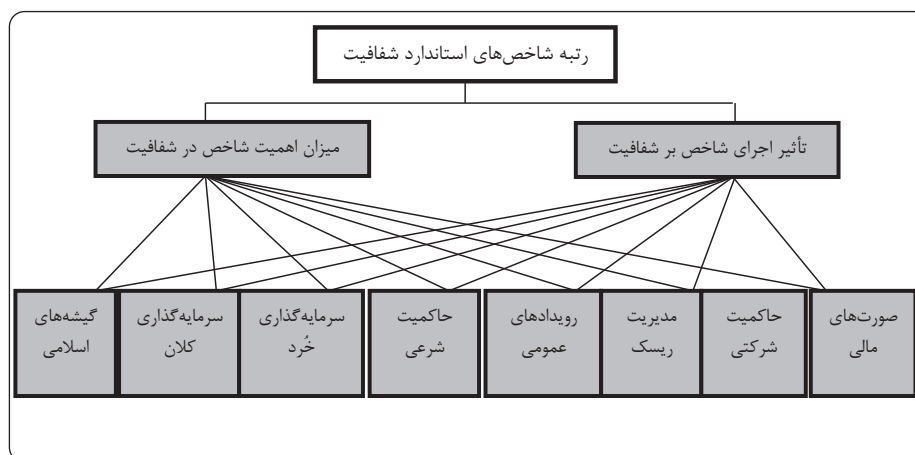 رتبه شاخص‌های استاندارد شفافیت
تأثیر اجرای شاخص بر شفافیت
میزان اهمیت شاخص در شفافیت
صورت‌های
مالی
حاکمیت
شرکتی
مدیریت
ریسک
رویدادهای
عمومی
حاکمیت
شرعی
سرمایه‌گذاری
خُرد
سرمایه‌گذاری
کلان
گیشه‌های
اسلامی